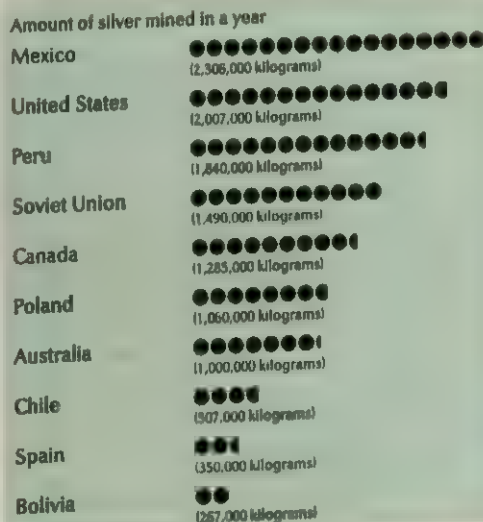 Amount of silver mined in a year
Mexico
(2,306,000 kilograms)
United States
(2,007,000 kilograms)
Peru
(1,840,000 kilograms)
Soviet Union
(1,490,000 kilograms)
Canada
(1,285,000 kilograms)
Poland
(1,060,000 kilograms)
Australia
(1,000,000 kilograms)
Chile
kilograms)
Spain
(350,000 kilograms)
Bolivia
(267,000 kilograms)